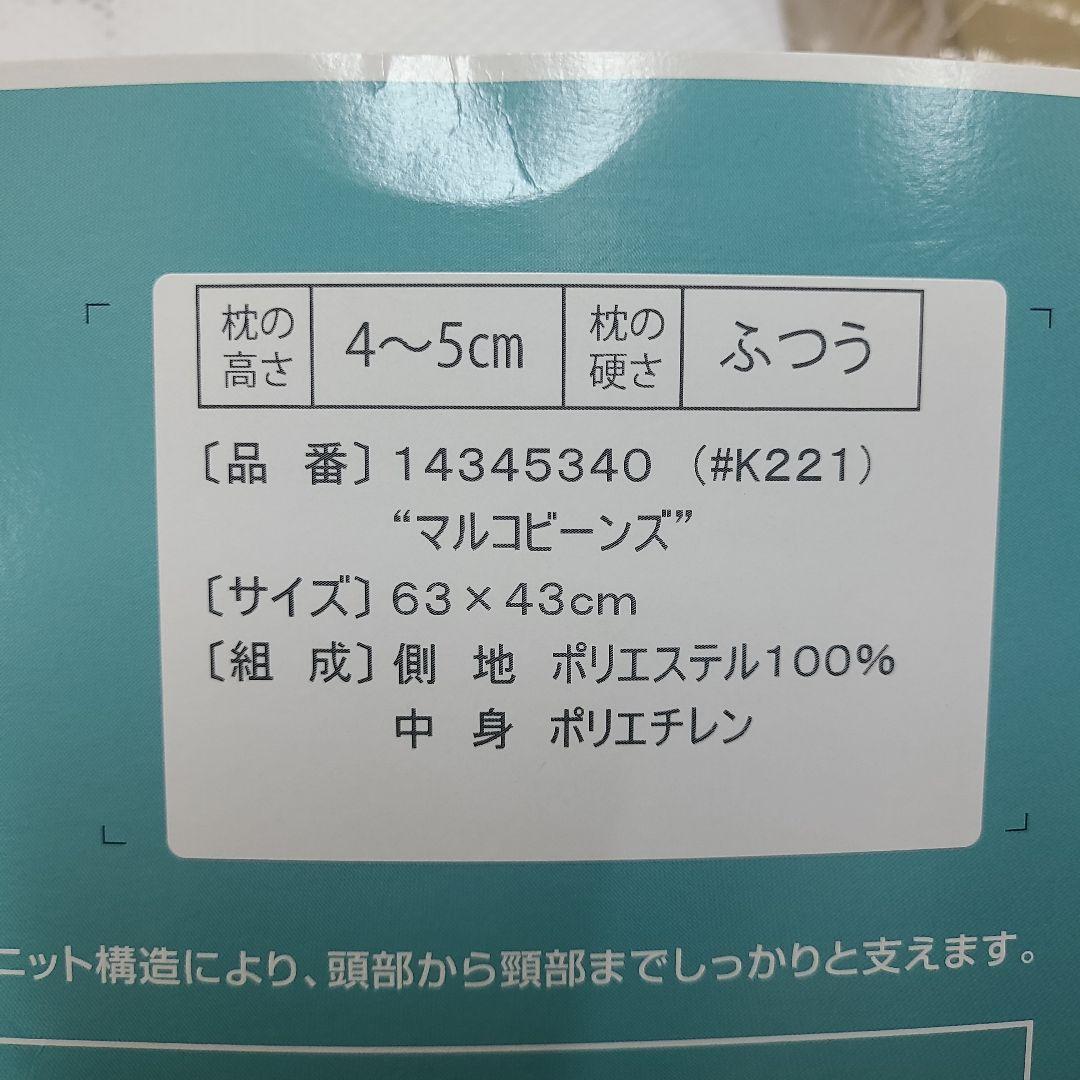 枕の高さ 4〜5cm 枕の硬さ ふつう
〔品 番〕14345340 (#K221)
“マルコビーンズ”
〔サイズ〕63×43cm
〔組 成〕側 地 ポリエステル100%
中 身 ポリエチレン
ニット構造により、頭部から頸部までしっかりと支えます。